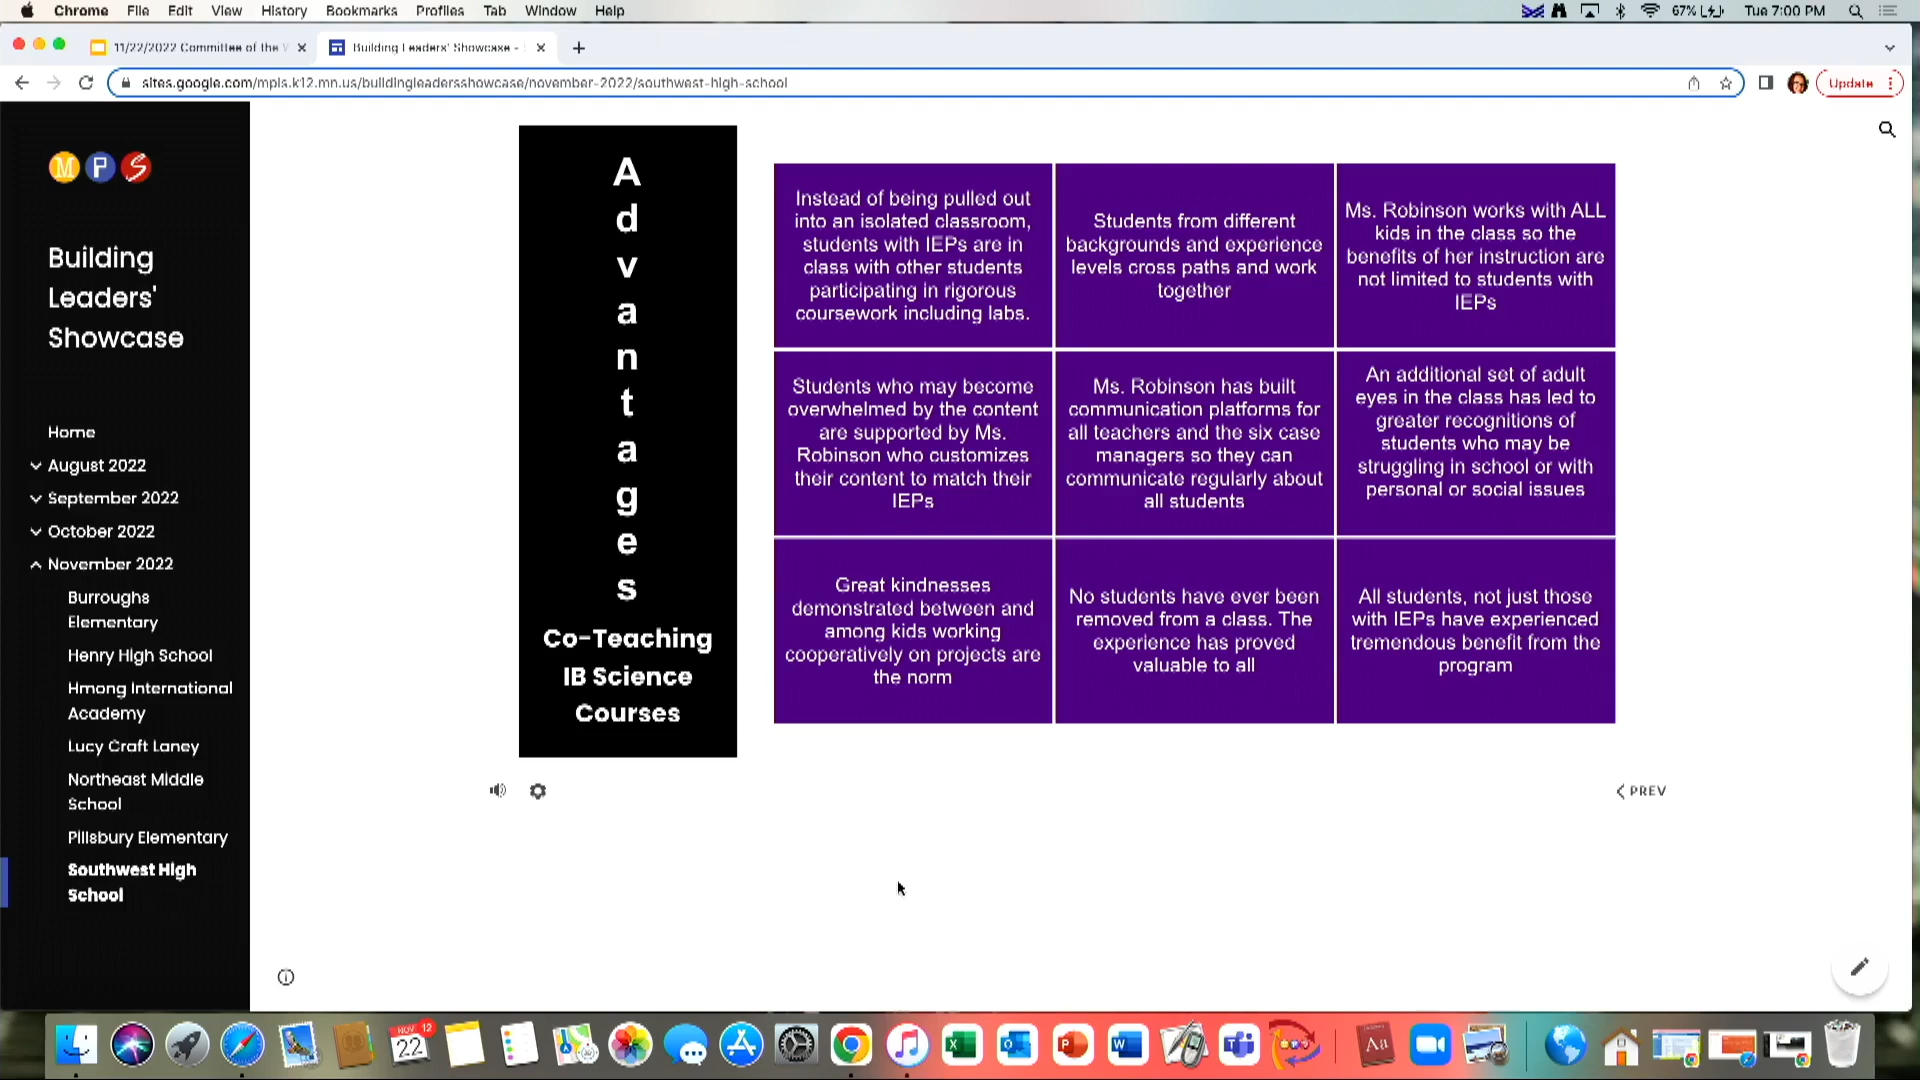 Chrome File Edit View History Bookmarks Profiles Tab Window Help
67% Tue 7:00 PM
11/22/2022 Committee of the W
Building Leaders' Showcase -
sites.google.com/mpls.k12.mn.us/buildingleadersshowcase/november-2022/southwest-high-school
Update
M P S
Building
Leaders'
Showcase
Home
August 2022
September 2022
October 2022
November 2022
Burroughs
Elementary
Henry High School
Hmong International
Academy
Lucy Craft Laney
Northeast Middle
School
Pillsbury Elementary
Southwest High
School
A
d
v
a
n
t
a
g
e
s
Co-Teaching
IB Science
Courses
Instead of being pulled out
into an isolated classroom,
students with IEPs are in
class with other students
participating in rigorous
coursework including labs.
Students from different
backgrounds and experience
levels cross paths and work
together
Ms. Robinson works with ALL
kids in the class so the
benefits of her instruction are
not limited to students with
IEPs
Students who may become
overwhelmed by the content
are supported by Ms.
Robinson who customizes
their content to match their
IEPs
Ms. Robinson has built
communication platforms for
all teachers and the six case
managers so they can
communicate regularly about
all students
An additional set of adult
eyes in the class has led to
greater recognitions of
students who may be
struggling in school or with
personal or social issues
Great kindnesses
demonstrated between and
among kids working
cooperatively on projects are
the norm
No students have ever been
removed from a class. The
experience has proved
valuable to all
All students, not just those
with IEPs have experienced
tremendous benefit from the
program
PREV
NOV 12
22
Aa